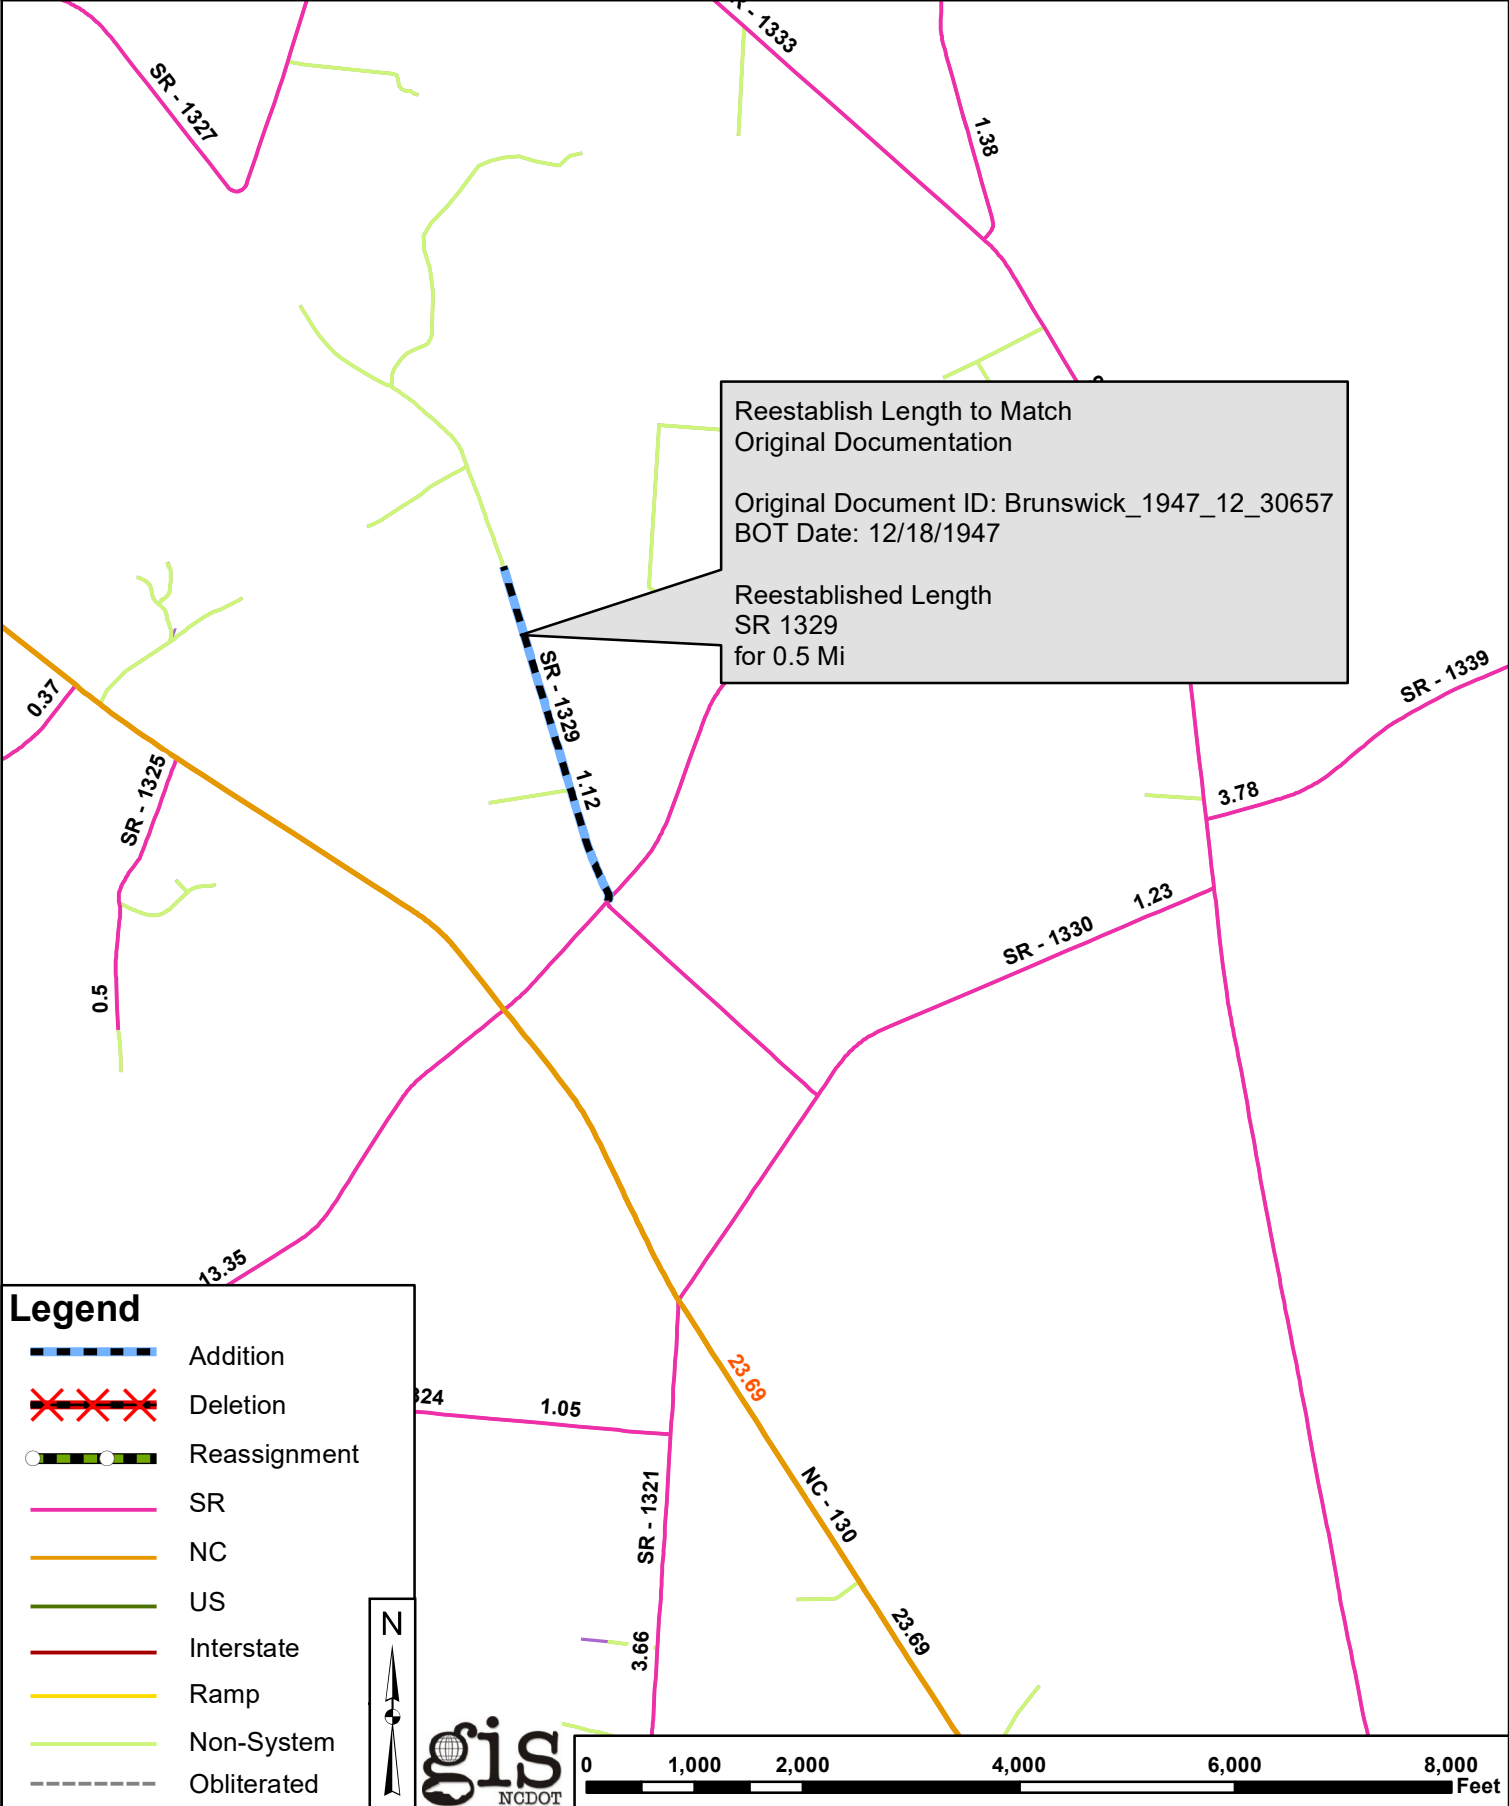 R - 1333
SR - 1327
1.38
Reestablish Length to Match
Original Documentation
Original Document ID: Brunswick_1947_12_30657
BOT Date: 12/18/1947
Reestablished Length
SR 1329
for 0.5 Mi
SR - 1339
0.37
SR - 1329
SR - 1325
1.12
3.78
1.23
SR - 1330
0.5
13.35
23.69
324
1.05
SR - 1321
NC - 130
3.66
23.69
Legend
Addition
Deletion
Reassignment
SR
NC
US
Interstate
Ramp
Non-System
Obliterated
N
gis
NCDOT
0 1,000 2,000 4,000 6,000 8,000
Feet